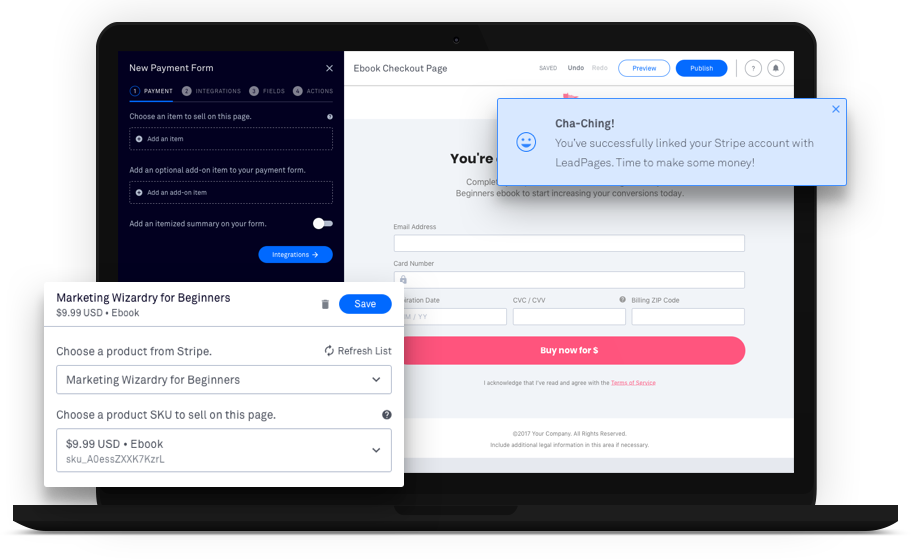 New Payment Form
1 PAYMENT 2 INTEGRATIONS 3 FIELDS 4 ACTIONS
Choose an item to sell on this page.
Add an item
Add an optional add-on item to your payment form.
Add an add-on item
Add an itemized summary on your form.
Integrations →
Ebook Checkout Page
SAVED Undo Redo Preview Publish ?
Cha-Ching!
You've successfully linked your Stripe account with
LeadPages. Time to make some money!
You're
Complet
Beginners ebook to start increasing your conversions today.
Email Address
Card Number
ration Date CVC / CVV ? Billing ZIP Code
M / YY
Buy now for $
I acknowledge that I've read and agree with the Terms of Service
©2017 Your Company. All Rights Reserved.
Include additional legal information in this area if necessary.
Marketing Wizardry for Beginners
$9.99 USD • Ebook
Save
Choose a product from Stripe.
Refresh List
Marketing Wizardry for Beginners
Choose a product SKU to sell on this page. ?
$9.99 USD • Ebook
sku_A0essZXXK7KzrL